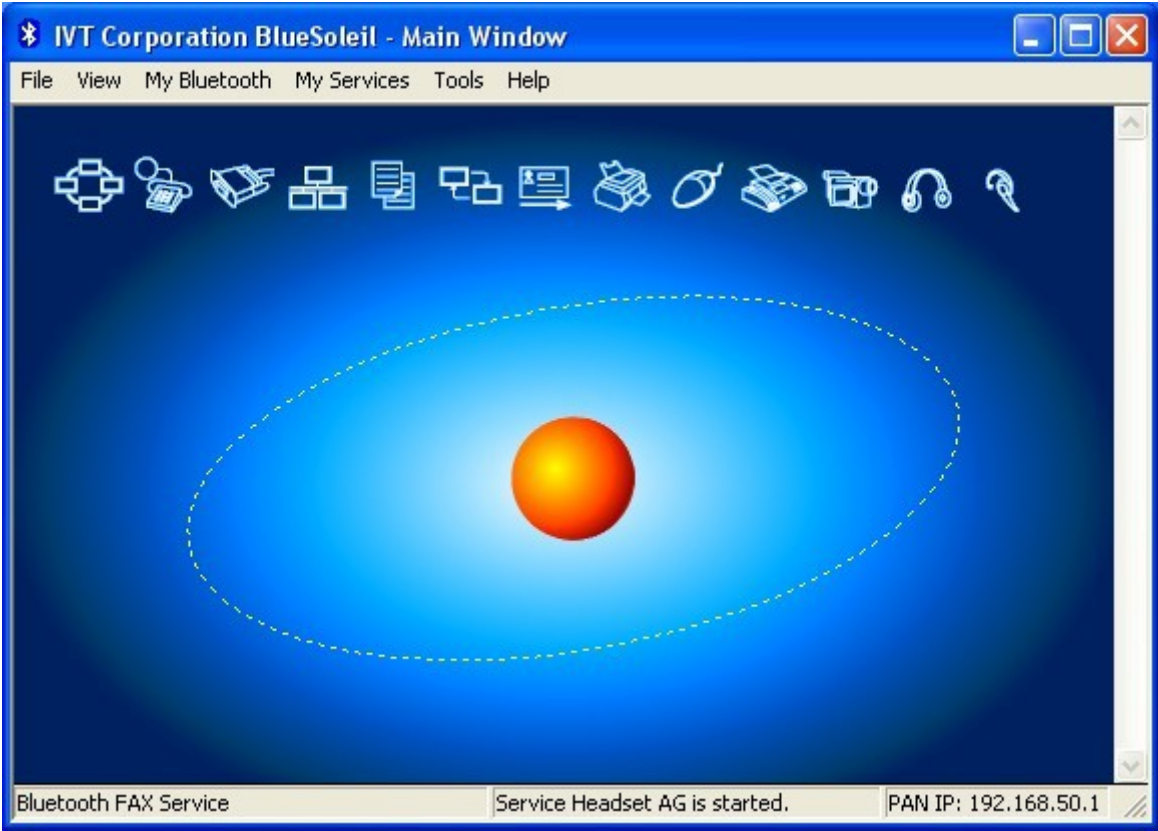 IVT Corporation BlueSoleil - Main Window
File View My Bluetooth My Services Tools Help
Bluetooth FAX Service Service Headset AG is started. PAN IP: 192.168.50.1